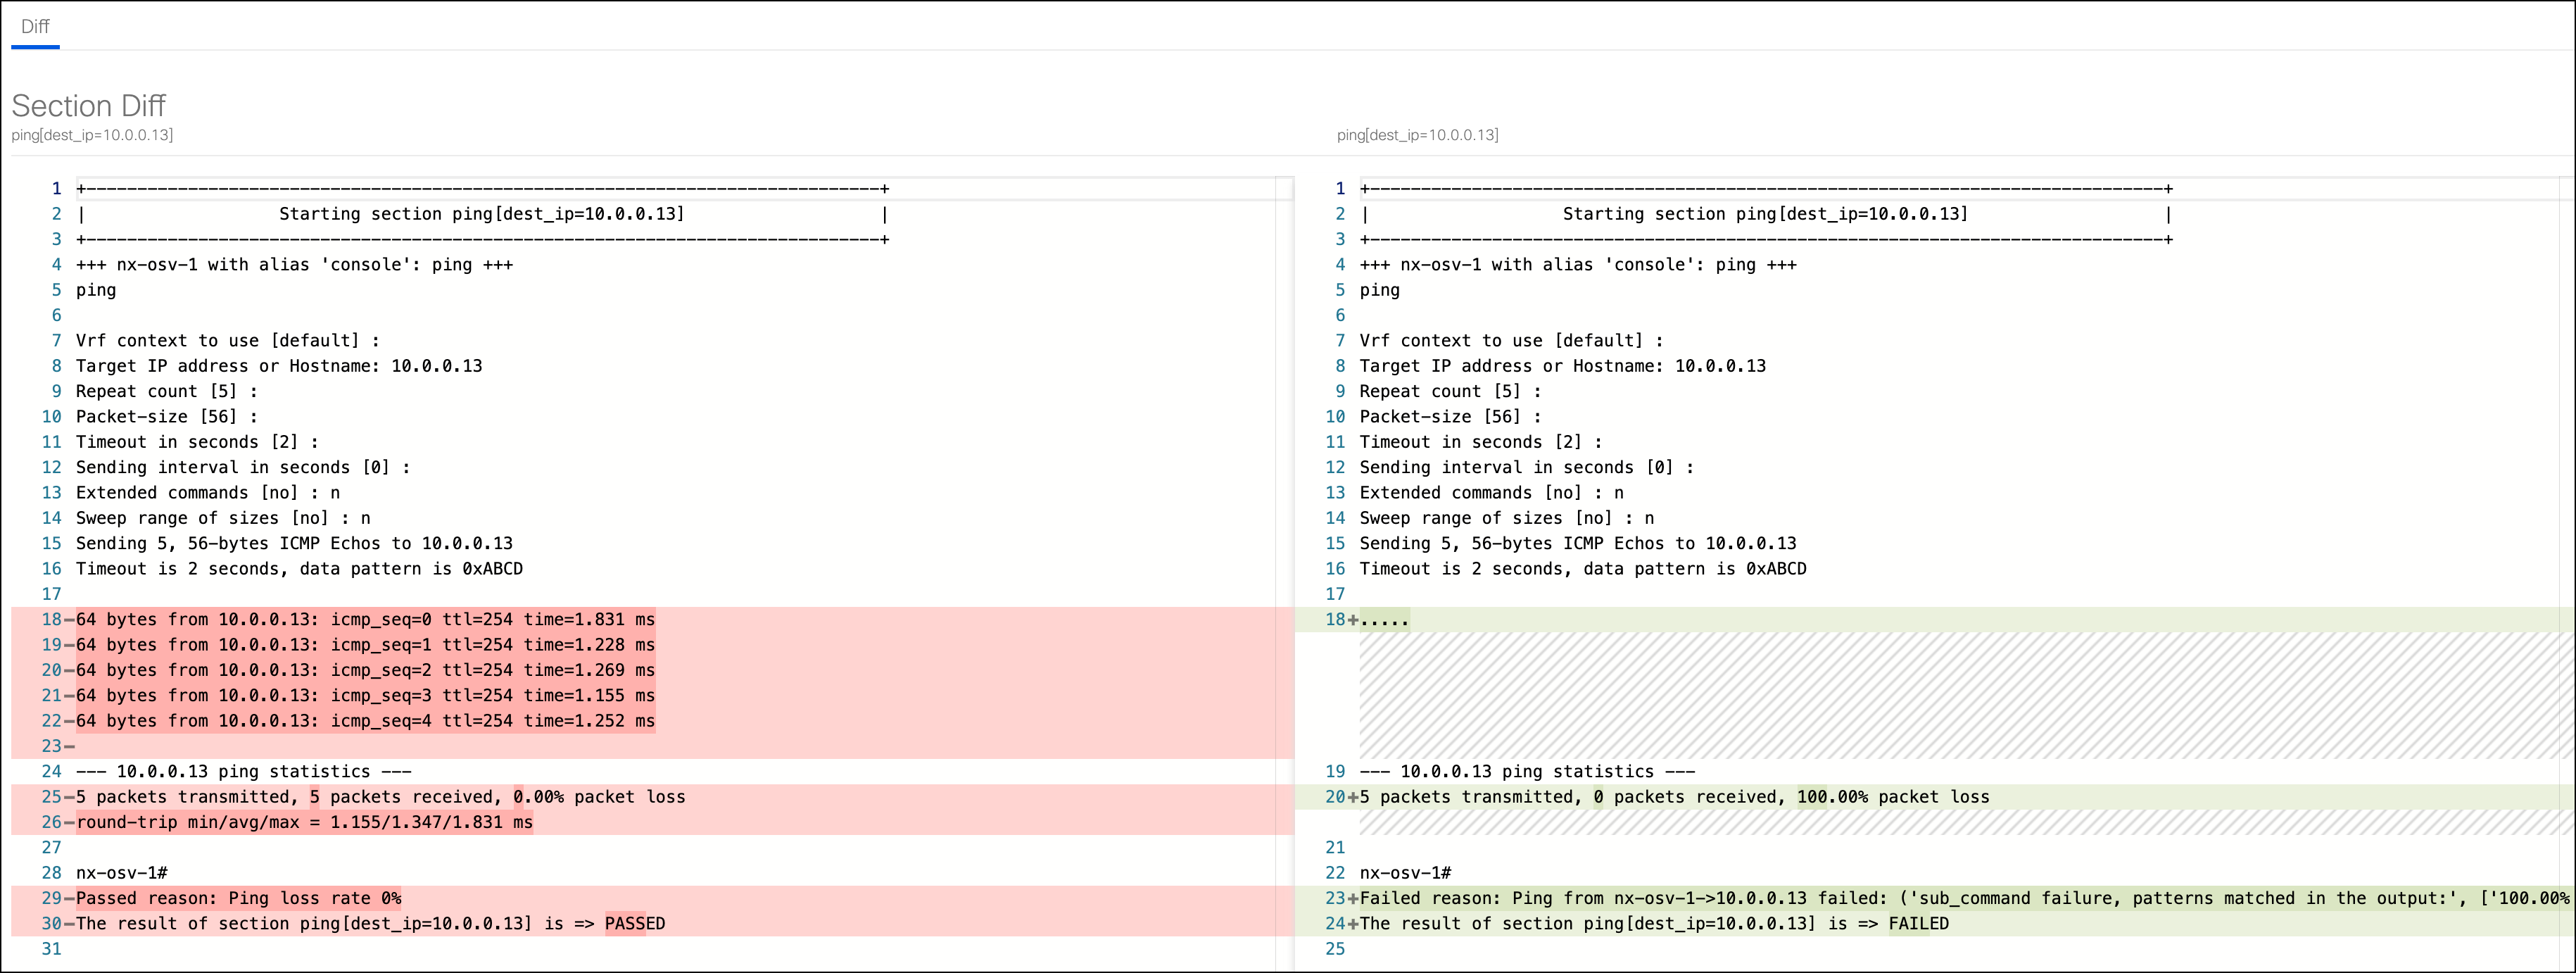 Diff
Section Diff
ping[dest_ip=10.0.0.13]
1 +------------------------------------------------------------------------------+
2 |                   Starting section ping[dest_ip=10.0.0.13]                    |
3 +------------------------------------------------------------------------------+
4 +++ nx-osv-1 with alias 'console': ping +++
5 ping
6
7 Vrf context to use [default] :
8 Target IP address or Hostname: 10.0.0.13
9 Repeat count [5] :
10 Packet-size [56] :
11 Timeout in seconds [2] :
12 Sending interval in seconds [0] :
13 Extended commands [no] : n
14 Sweep range of sizes [no] : n
15 Sending 5, 56-bytes ICMP Echos to 10.0.0.13
16 Timeout is 2 seconds, data pattern is 0xABCD
17
18-64 bytes from 10.0.0.13: icmp_seq=0 ttl=254 time=1.831 ms
19-64 bytes from 10.0.0.13: icmp_seq=1 ttl=254 time=1.228 ms
20-64 bytes from 10.0.0.13: icmp_seq=2 ttl=254 time=1.269 ms
21-64 bytes from 10.0.0.13: icmp_seq=3 ttl=254 time=1.155 ms
22-64 bytes from 10.0.0.13: icmp_seq=4 ttl=254 time=1.252 ms
23-
24 --- 10.0.0.13 ping statistics ---
25-5 packets transmitted, 5 packets received, 0.00% packet loss
26-round-trip min/avg/max = 1.155/1.347/1.831 ms
27
28 nx-osv-1#
29-Passed reason: Ping loss rate 0%
30-The result of section ping[dest_ip=10.0.0.13] is => PASSED
31
ping[dest_ip=10.0.0.13]
1 +------------------------------------------------------------------------------+
2 |                   Starting section ping[dest_ip=10.0.0.13]                    |
3 +------------------------------------------------------------------------------+
4 +++ nx-osv-1 with alias 'console': ping +++
5 ping
6
7 Vrf context to use [default] :
8 Target IP address or Hostname: 10.0.0.13
9 Repeat count [5] :
10 Packet-size [56] :
11 Timeout in seconds [2] :
12 Sending interval in seconds [0] :
13 Extended commands [no] : n
14 Sweep range of sizes [no] : n
15 Sending 5, 56-bytes ICMP Echos to 10.0.0.13
16 Timeout is 2 seconds, data pattern is 0xABCD
17
18+.....
19 --- 10.0.0.13 ping statistics ---
20+5 packets transmitted, 0 packets received, 100.00% packet loss
21
22 nx-osv-1#
23+Failed reason: Ping from nx-osv-1->10.0.0.13 failed: ('sub_command failure, patterns matched in the output:', ['100.00%
24+The result of section ping[dest_ip=10.0.0.13] is => FAILED
25